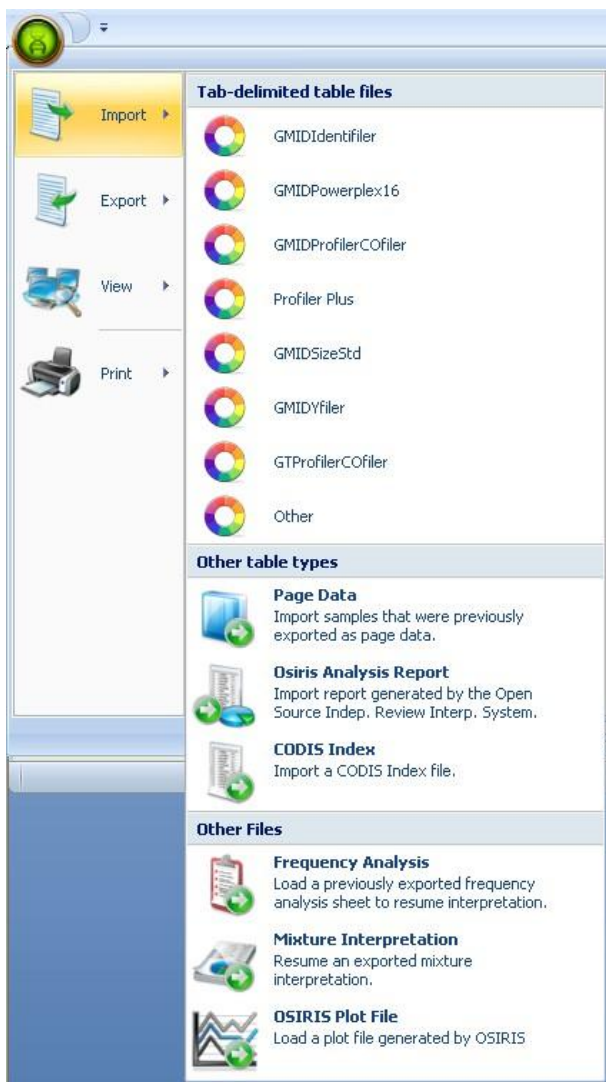 Import
Export
View
Print
Tab-delimited table files
GMIDIdentifiler
GMIDPowerplex16
GMIDProfilerCOfiler
Profiler Plus
GMIDSizeStd
GMIDYfiler
GTProfilerCOfiler
Other
Other table types
Page Data
Import samples that were previously
exported as page data.
Osiris Analysis Report
Import report generated by the Open
Source Indep. Review Interp. System.
CODIS Index
Import a CODIS Index file.
Other Files
Frequency Analysis
Load a previously exported frequency
analysis sheet to resume interpretation.
Mixture Interpretation
Resume an exported mixture
interpretation.
OSIRIS Plot File
Load a plot file generated by OSIRIS